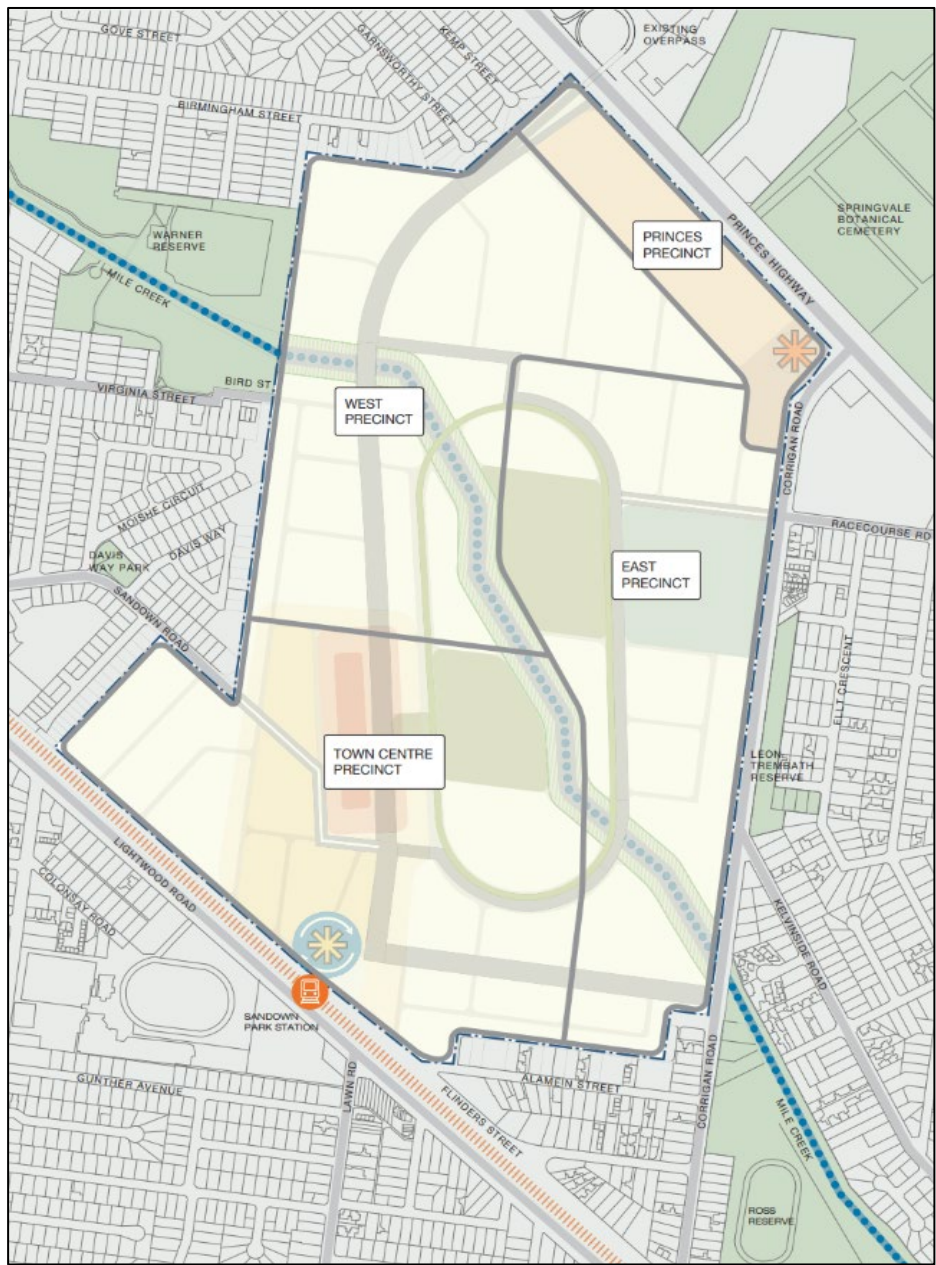 GOVE STREET
KEMP STREET
GARNSWORTHY STREET
EXISTING
OVERPASS
BIRMINGHAM STREET
SPRINGVALE
BOTANICAL
CEMETERY
PRINCES
PRECINCT
PRINCES HIGHWAY
WARNER
RESERVE
MILE CREEK
BIRD ST
VIRGINIA STREET
WEST
PRECINCT
CORRIGAN ROAD
MOISHE CIRCUIT
RACECOURSE RD
DAVIS
WAY PARK
DAVIS WAY
EAST
PRECINCT
SANDOWN ROAD
ELLT CRESCENT
TOWN CENTRE
PRECINCT
LEON
TREMBATH
RESERVE
LIGHTWOOD ROAD
COLONSAY ROAD
KELVINSIDE ROAD
SANDOWN
PARK STATION
GUNTHER AVENUE
LAWN RD
FLINDERS STREET
ALAMEIN STREET
CORRIGAN ROAD
MILE CREEK
ROSS
RESERVE